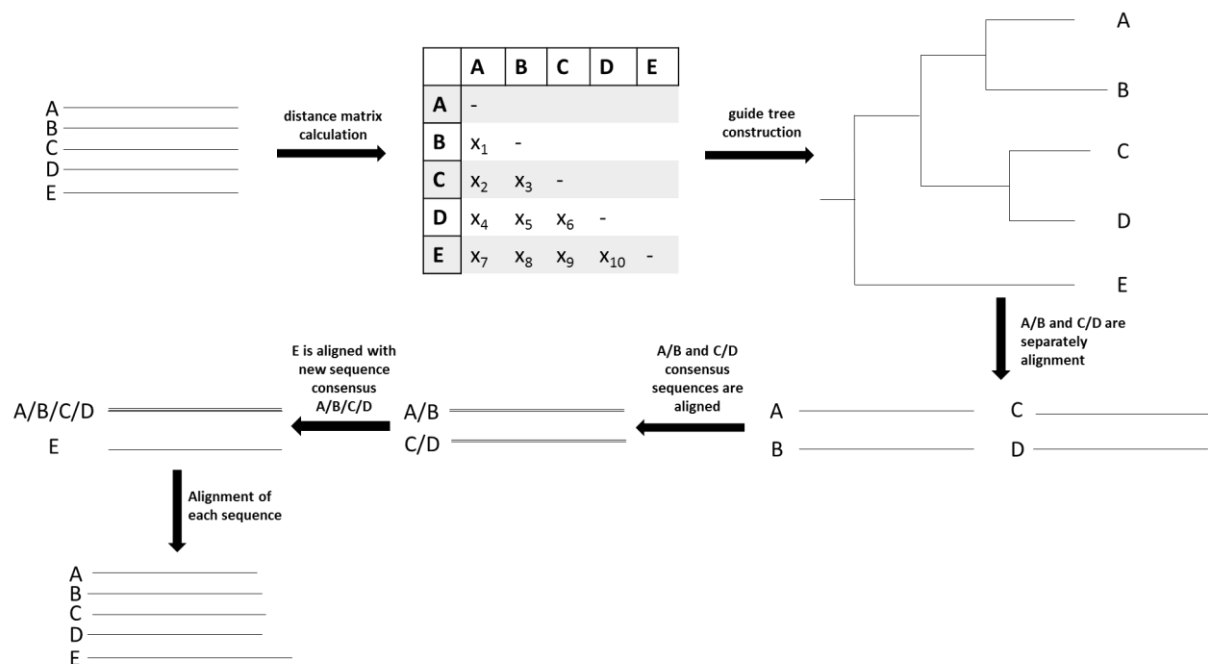 A
B
C
D
E
distance matrix
calculation
A B C D E
A -
B x1 -
C x2 x3 -
D x4 x5 x6 -
E x7 x8 x9 x10 -
guide tree
construction
A
B
C
D
E
A/B and C/D are
separately
alignment
A
B
C
D
A/B and C/D
consensus
sequences are
aligned
A/B
C/D
E is aligned with
new sequence
consensus
A/B/C/D
A/B/C/D
E
Alignment of
each sequence
A
B
C
D
E